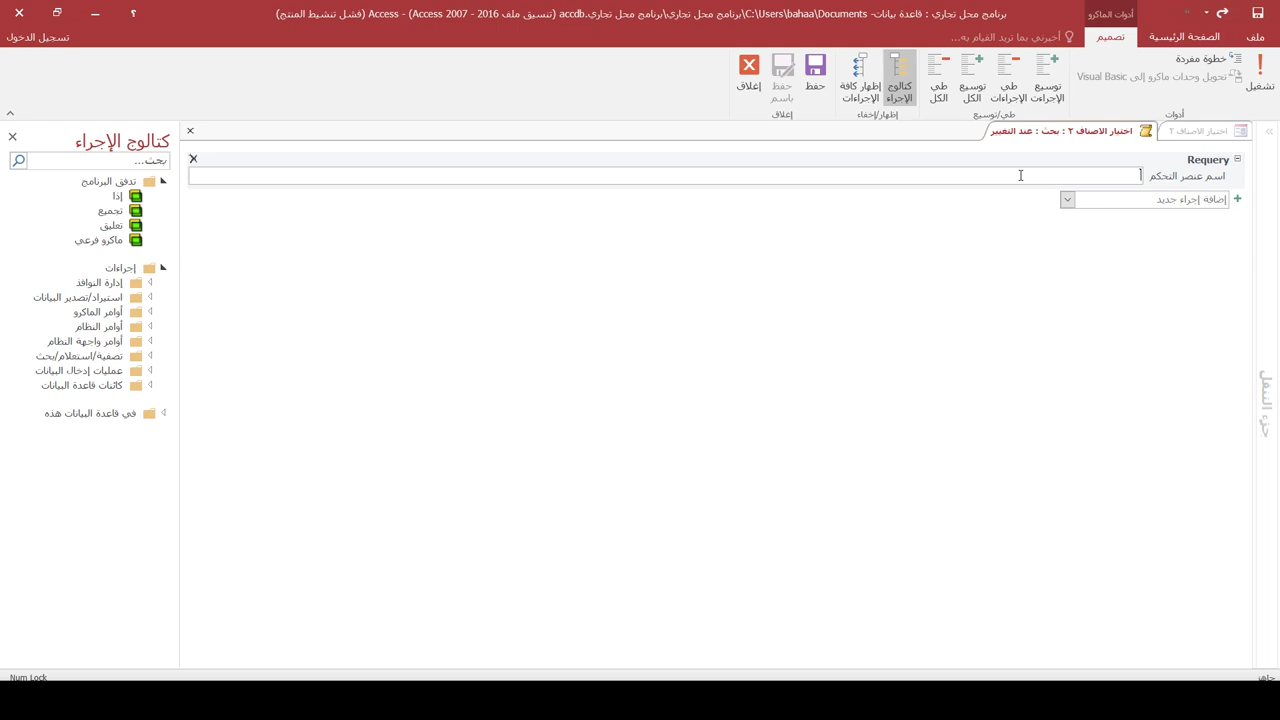 برنامج محل تجاري : قاعدة بيانات- C:\Users\bahaa\Documents\برنامج محل تجاري\برنامج محل تجاري.accdb (تنسيق ملف Access 2007 - 2016) - Access (فشل تنشيط المنتج)
أدوات الماكرو
ملف
الصفحة الرئيسية
تصميم
أخبرني بما تريد القيام به...
تسجيل الدخول
تشغيل
خطوة مفردة
تحويل وحدات ماكرو إلى Visual Basic
أدوات
توسيع الإجراءات
طي الإجراءات
توسيع الكل
طي الكل
طي/توسيع
كتالوج الإجراء
إظهار كافة الإجراءات
إظهار/إخفاء
حفظ
حفظ باسم
إغلاق
إغلاق
اختيار الاصناف ٢
اختيار الاصناف ٢ : بحث : عند التغيير
Requery
اسم عنصر التحكم
إضافة إجراء جديد
جزء التنقل
كتالوج الإجراء
بحث...
تدفق البرنامج
إذا
تجميع
تعليق
ماكرو فرعي
إجراءات
إدارة النوافذ
استيراد/تصدير البيانات
أوامر الماكرو
أوامر النظام
أوامر واجهة النظام
تصفية/استعلام/بحث
عمليات إدخال البيانات
كائنات قاعدة البيانات
في قاعدة البيانات هذه
جاهز
Num Lock